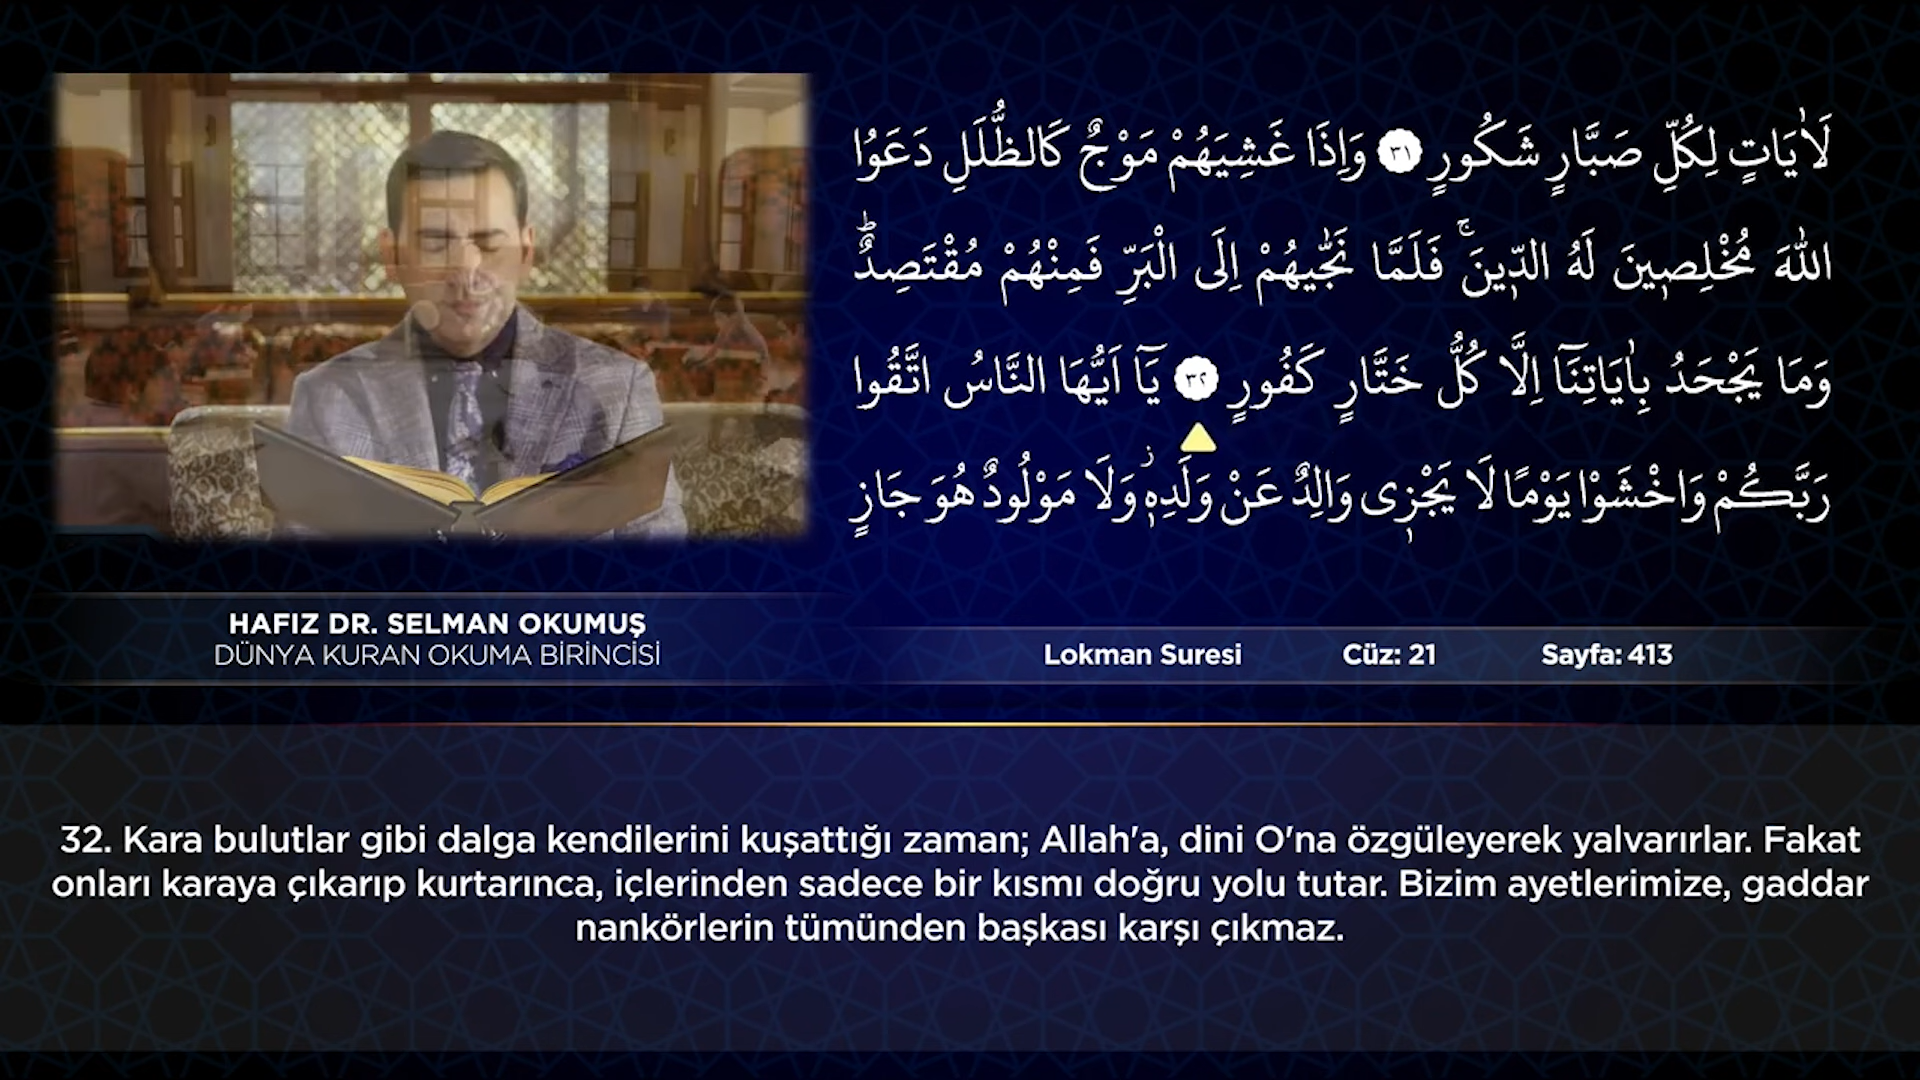 لَاٰيَاتٍ لِكُلِّ صَبَّارٍ شَكُورٍ ٣١ وَاِذَا غَشِيَهُمْ مَوْجٌ كَالظُّلَلِ دَعَوُا
اللّٰهَ مُخْلِصٖينَ لَهُ الدّٖينَۚ فَلَمَّا نَجّٰيهُمْ اِلَى الْبَرِّ فَمِنْهُمْ مُقْتَصِدٌؕ
وَمَا يَجْحَدُ بِاٰيَاتِنَٓا اِلَّا كُلُّ خَتَّارٍ كَفُورٍ ٣٢ يَٓا اَيُّهَا النَّاسُ اتَّقُوا
رَبَّكُمْ وَاخْشَوْا يَوْمًا لَا يَجْزٖى وَالِدٌ عَنْ وَلَدِهٖؗ وَلَا مَوْلُودٌ هُوَ جَازٍ
HAFIZ DR. SELMAN OKUMUŞ
DÜNYA KURAN OKUMA BİRİNCİSİ
Lokman Suresi Cüz: 21 Sayfa: 413
32. Kara bulutlar gibi dalga kendilerini kuşattığı zaman; Allah'a, dini O'na özgüleyerek yalvarırlar. Fakat
onları karaya çıkarıp kurtarınca, içlerinden sadece bir kısmı doğru yolu tutar. Bizim ayetlerimize, gaddar
nankörlerin tümünden başkası karşı çıkmaz.